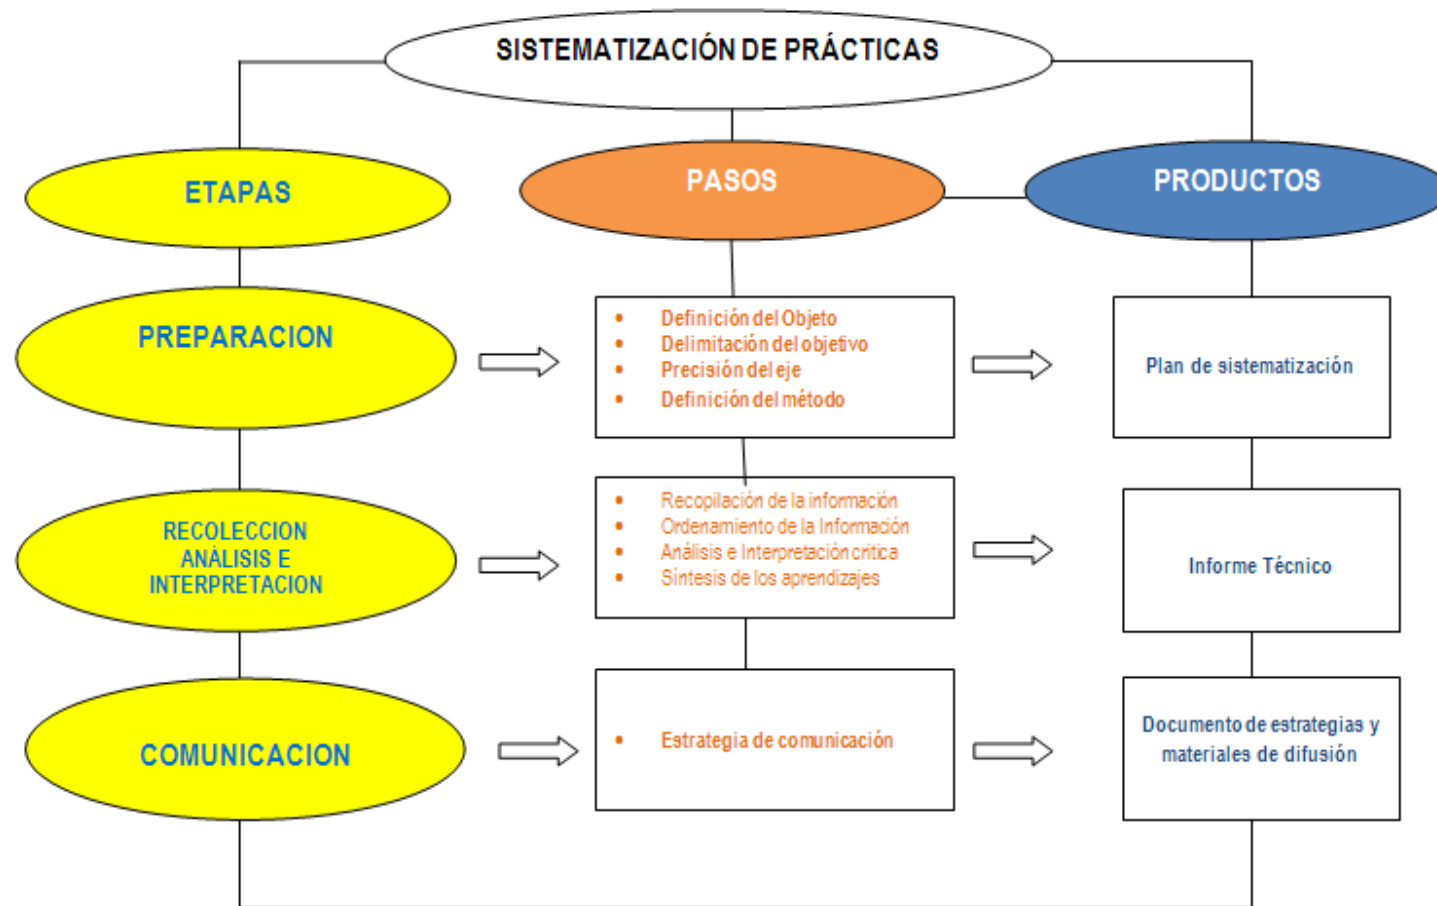 SISTEMATIZACIÓN DE PRÁCTICAS
ETAPAS
PASOS
PRODUCTOS
PREPARACION
• Definición del Objeto
• Delimitación del objetivo
• Precisión del eje
• Definición del método
Plan de sistematización
RECOLECCION
ANÁLISIS E
INTERPRETACION
• Recopilación de la información
• Ordenamiento de la Información
• Análisis e Interpretación critica
• Síntesis de los aprendizajes
Informe Técnico
COMUNICACION
• Estrategia de comunicación
Documento de estrategias y
materiales de difusión